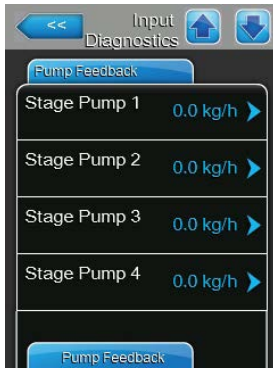 << Input
Diagnostics
Pump Feedback
Stage Pump 1 0.0 kg/h
Stage Pump 2 0.0 kg/h
Stage Pump 3 0.0 kg/h
Stage Pump 4 0.0 kg/h
Pump Feedback